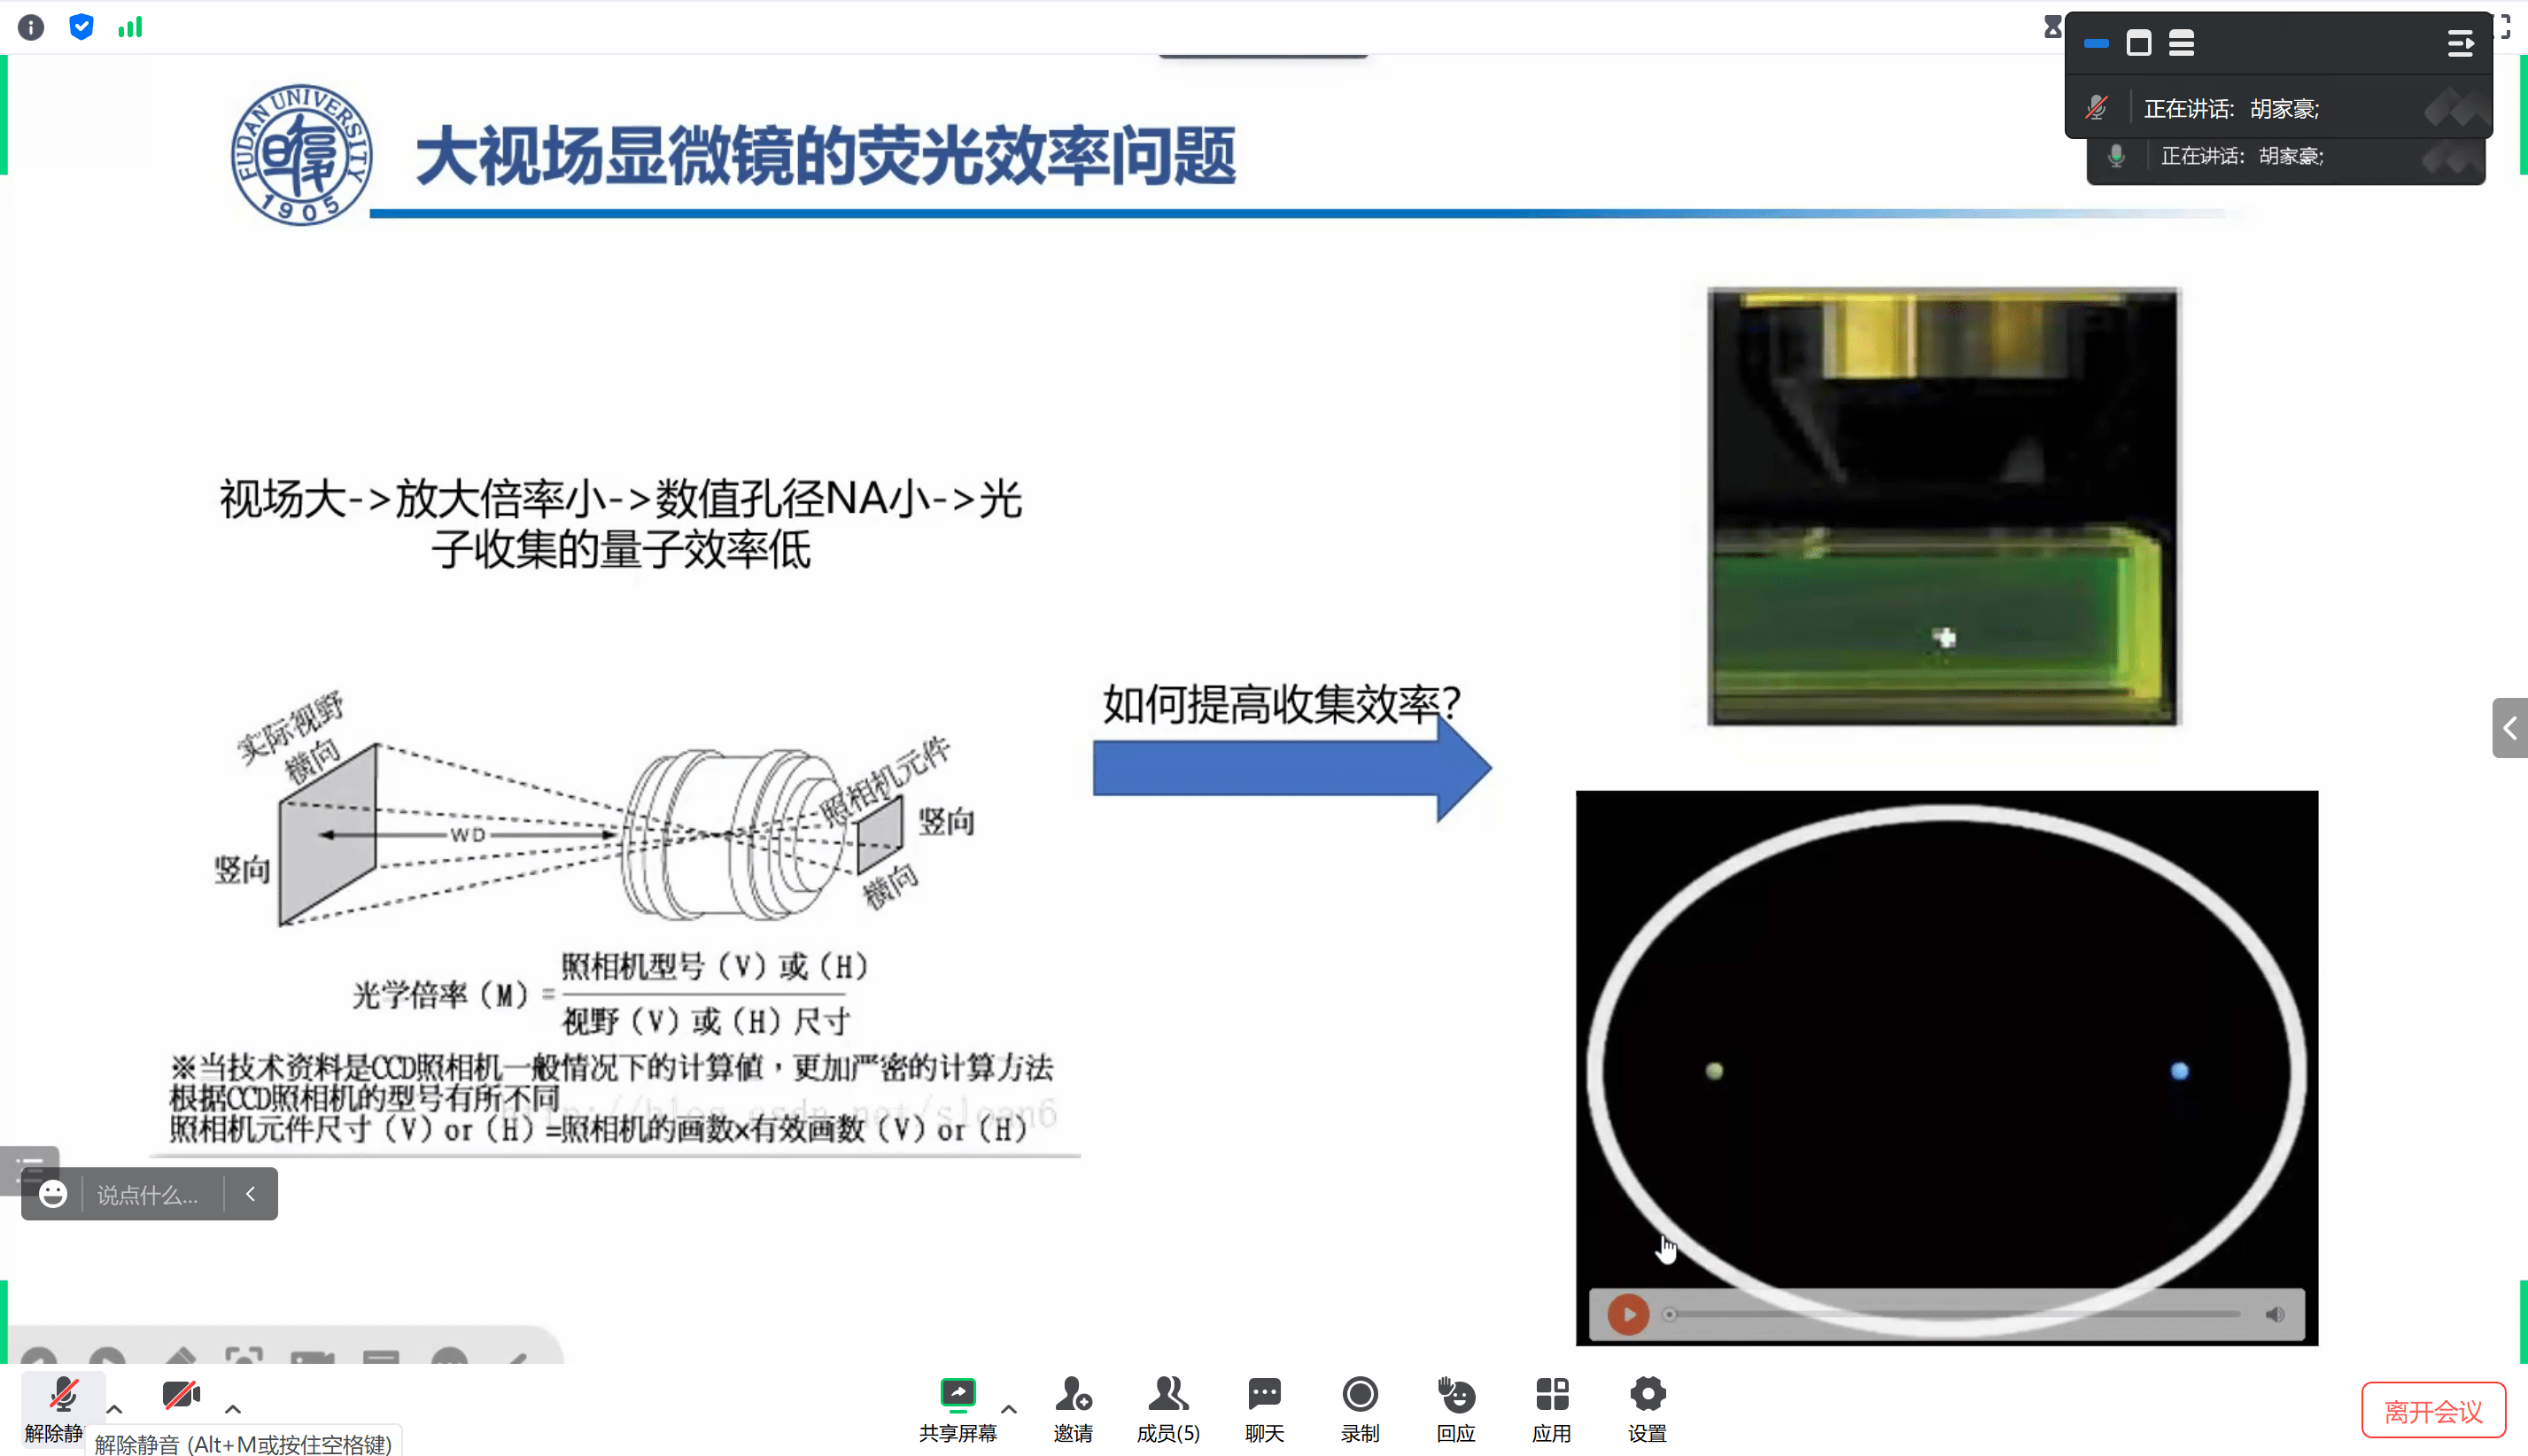 正在讲话: 胡家豪;
正在讲话: 胡家豪;
FUDAN UNIVERSITY
1905
大视场显微镜的荧光效率问题
视场大->放大倍率小->数值孔径NA小->光
子收集的量子效率低
如何提高收集效率?
实际视野
横向
竖向
WD
照相机元件
竖向
横向
光学倍率(M)=
照相机型号(V)或(H)
视野(V)或(H)尺寸
※当技术资料是CCD照相机一般情况下的计算值,更加严密的计算方法
根据CCD照相机的型号有所不同
http://blog.csdn.net/sloan6
照相机元件尺寸(V)or(H)=照相机的画数×有效画数(V)or(H)
说点什么...
解除静
解除静音 (Alt+M或按住空格键)
共享屏幕
邀请
成员(5)
聊天
录制
回应
应用
设置
离开会议